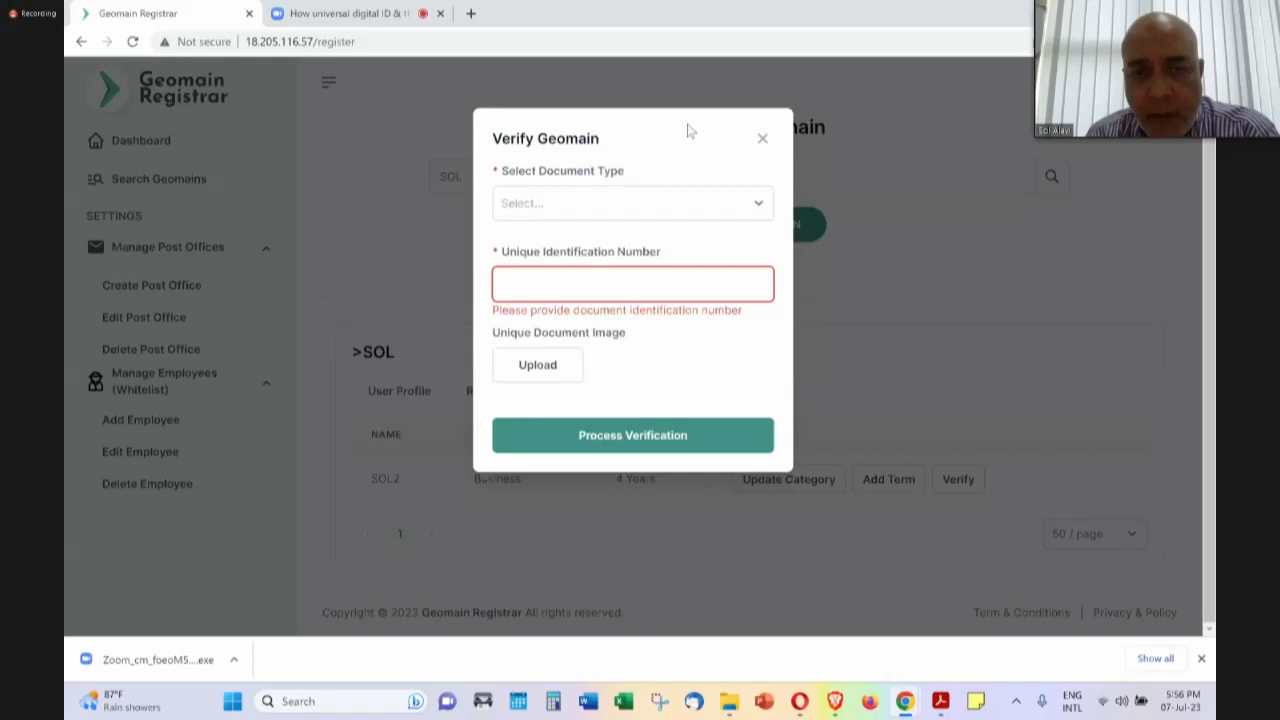 Recording
Geomain Registrar
How universal digital ID & t
Not secure
18.205.116.57/register
Geomain
Registrar
Dashboard
Search Geomains
SETTINGS
Manage Post Offices
Create Post Office
Edit Post Office
Delete Post Office
Manage Employees
(Whitelist)
Add Employee
Edit Employee
Delete Employee
main
SOL
N
Verify Geomain
* Select Document Type
Select...
* Unique Identification Number
Please provide document identification number
Unique Document Image
Upload
Process Verification
>SOL
User Profile
R
NAME
SOL2
Business
4 Years
Update Category
Add Term
Verify
1
50 / page
Copyright © 2023 Geomain Registrar All rights reserved.
Term & Conditions | Privacy & Policy
Sol Alavi
Zoom_cm_foeoM5....exe
Show all
87°F
Rain showers
Search
ENG
INTL
5:56 PM
07-Jul-23